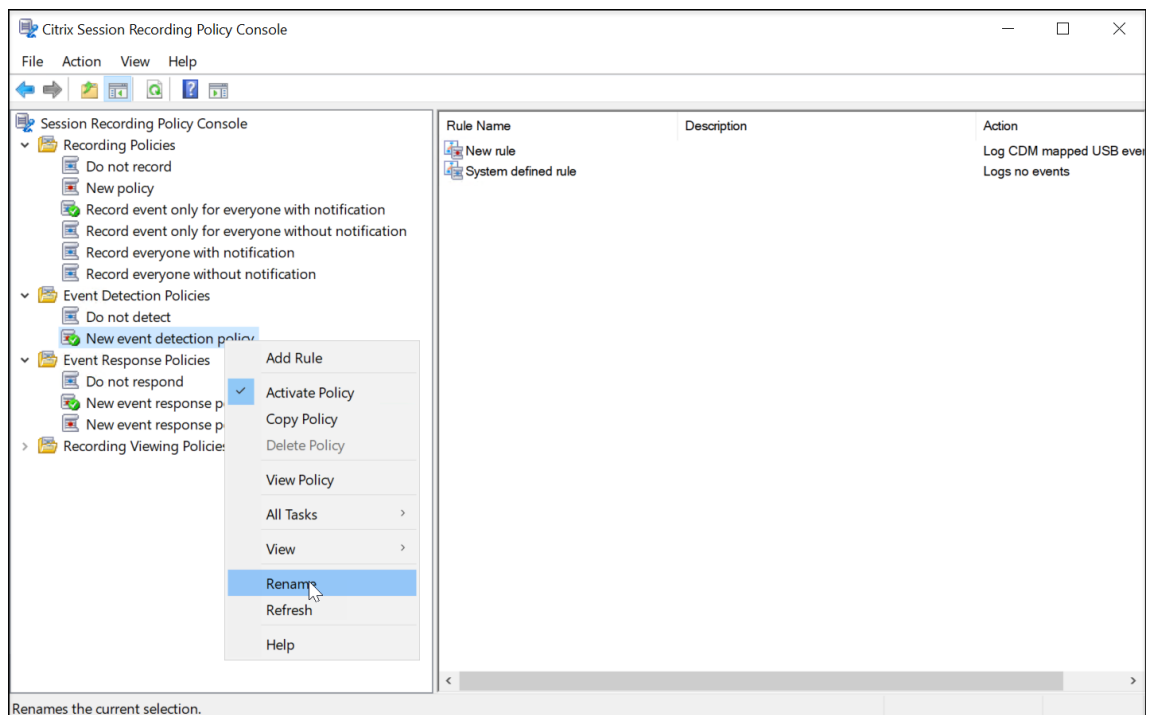 Citrix Session Recording Policy Console
File Action View Help
Session Recording Policy Console
Recording Policies
Do not record
New policy
Record event only for everyone with notification
Record event only for everyone without notification
Record everyone with notification
Record everyone without notification
Event Detection Policies
Do not detect
New event detection policy
Event Response Policies
Do not respond
New event response p
New event response p
Recording Viewing Policies
Add Rule
Activate Policy
Copy Policy
Delete Policy
View Policy
All Tasks
View
Rename
Refresh
Help
Rule Name Description Action
New rule Log CDM mapped USB ever
System defined rule Logs no events
Renames the current selection.